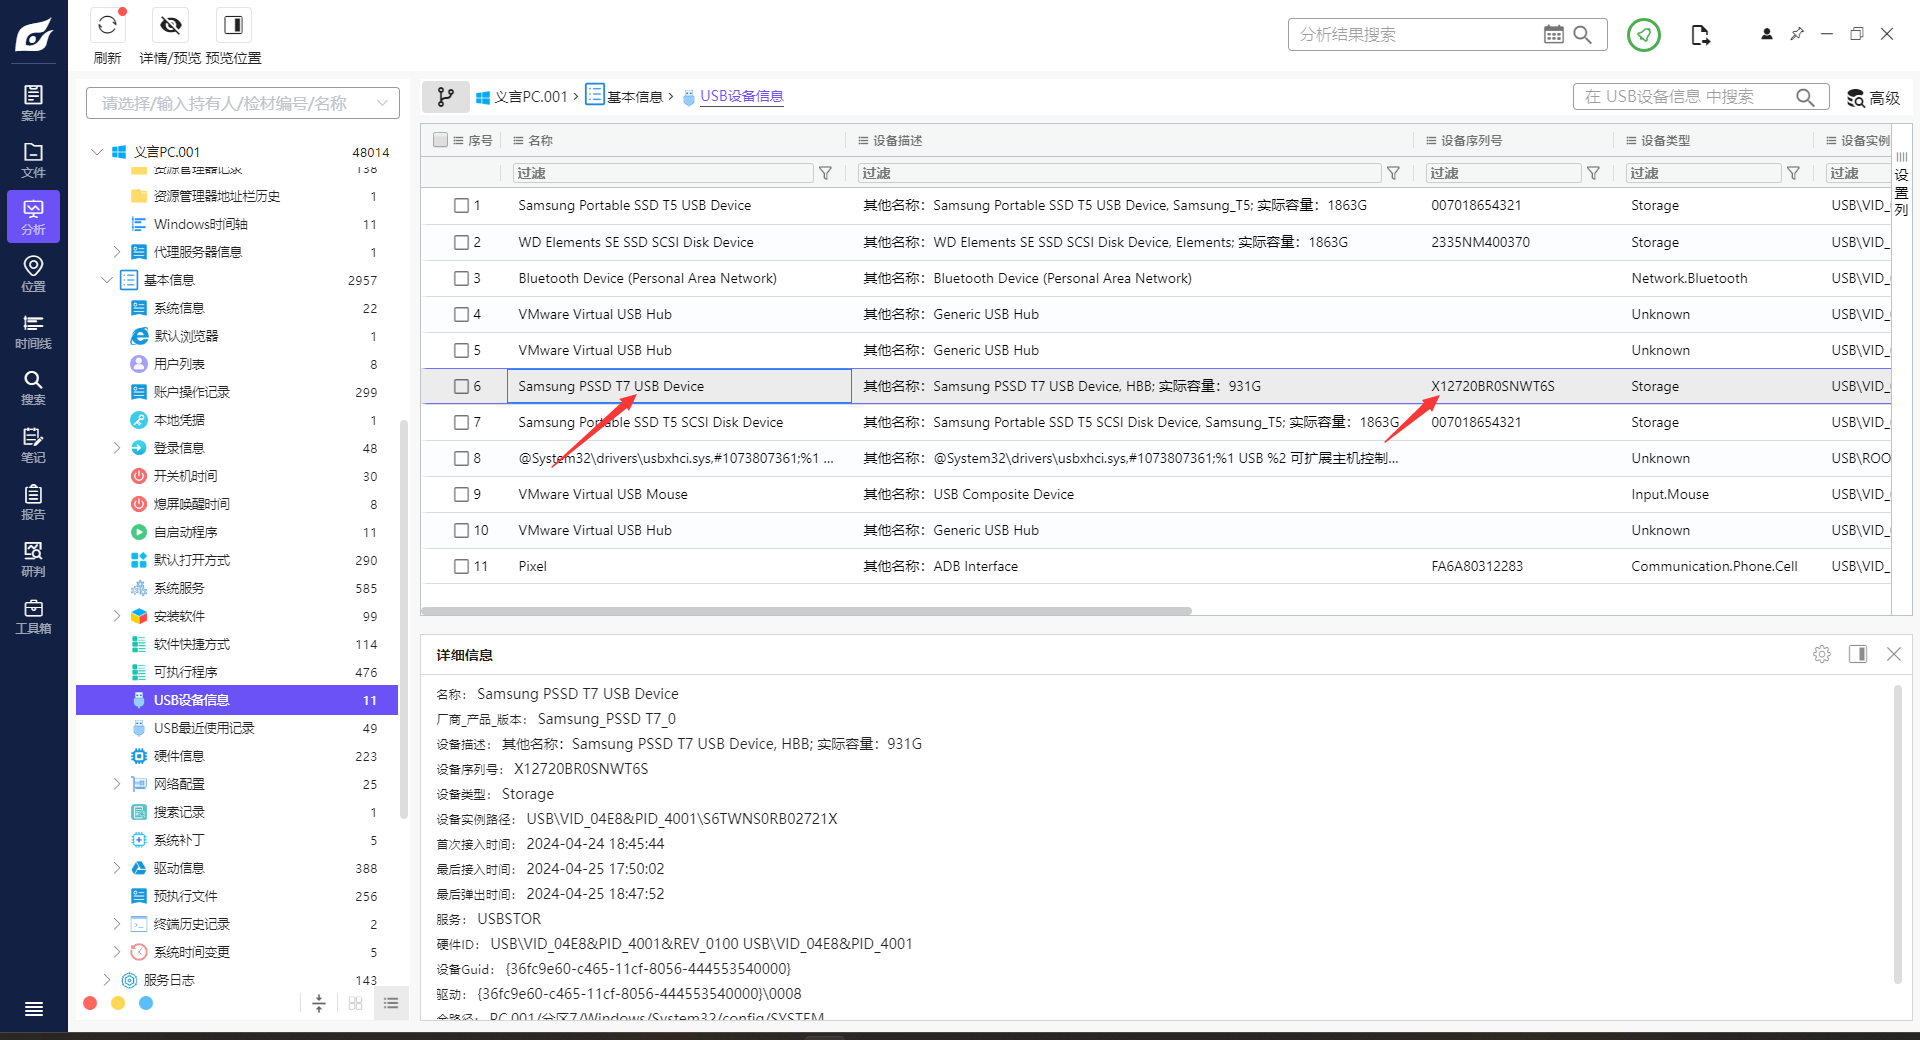 刷新
详情/预览
预览位置
分析结果搜索
案件
文件
分析
位置
时间线
搜索
笔记
报告
研判
工具箱
请选择/输入持有人/检材编号/名称
义言PC.001 48014
资源管理器记录 138
资源管理器地址栏历史 1
Windows时间轴 11
代理服务器信息 1
基本信息 2957
系统信息 22
默认浏览器 1
用户列表 8
账户操作记录 299
本地凭据 2
登录信息 48
开关机时间 30
熄屏唤醒时间 8
自启动程序 11
默认打开方式 290
系统服务 585
安装软件 99
软件快捷方式 114
可执行程序 476
USB设备信息 11
USB最近使用记录 49
硬件信息 223
网络配置 25
搜索记录 1
系统补丁 5
驱动信息 388
预执行文件 256
终端历史记录 2
系统时间变更 5
服务日志 143
义言PC.001 > 基本信息 > USB设备信息
在 USB设备信息 中搜索
高级
序号 名称 设备描述 设备序列号 设备类型 设备实例
过滤 过滤 过滤 过滤 过滤
设置列
1 Samsung Portable SSD T5 USB Device 其他名称：Samsung Portable SSD T5 USB Device, Samsung_T5; 实际容量：1863G 007018654321 Storage USB\VID_
2 WD Elements SE SSD SCSI Disk Device 其他名称：WD Elements SE SSD SCSI Disk Device, Elements; 实际容量：1863G 2335NM400370 Storage USB\VID_
3 Bluetooth Device (Personal Area Network) 其他名称：Bluetooth Device (Personal Area Network) Network.Bluetooth USB\VID_
4 VMware Virtual USB Hub 其他名称：Generic USB Hub Unknown USB\VID_
5 VMware Virtual USB Hub 其他名称：Generic USB Hub Unknown USB\VID_
6 Samsung PSSD T7 USB Device 其他名称：Samsung PSSD T7 USB Device, HBB; 实际容量：931G X12720BR0SNWT6S Storage USB\VID_
7 Samsung Portable SSD T5 SCSI Disk Device 其他名称：Samsung Portable SSD T5 SCSI Disk Device, Samsung_T5; 实际容量：1863G 007018654321 Storage USB\VID_
8 @System32\drivers\usbxhci.sys,#1073807361;%1 ... 其他名称：@System32\drivers\usbxhci.sys,#1073807361;%1 USB %2 可扩展主机控制... Unknown USB\ROO
9 VMware Virtual USB Mouse 其他名称：USB Composite Device Input.Mouse USB\VID_
10 VMware Virtual USB Hub 其他名称：Generic USB Hub Unknown USB\VID_
11 Pixel 其他名称：ADB Interface FA6A80312283 Communication.Phone.Cell USB\VID_
详细信息
名称： Samsung PSSD T7 USB Device
厂商_产品_版本： Samsung_PSSD T7_0
设备描述： 其他名称：Samsung PSSD T7 USB Device, HBB; 实际容量：931G
设备序列号： X12720BR0SNWT6S
设备类型： Storage
设备实例路径： USB\VID_04E8&PID_4001\S6TWNS0RB02721X
首次接入时间： 2024-04-24 18:45:44
最后接入时间： 2024-04-25 17:50:02
最后弹出时间： 2024-04-25 18:47:52
服务： USBSTOR
硬件ID： USB\VID_04E8&PID_4001&REV_0100 USB\VID_04E8&PID_4001
设备Guid： {36fc9e60-c465-11cf-8056-444553540000}
驱动： {36fc9e60-c465-11cf-8056-444553540000}\0008
全路径： PC.001/分区7/Windows/System32/config/SYSTEM